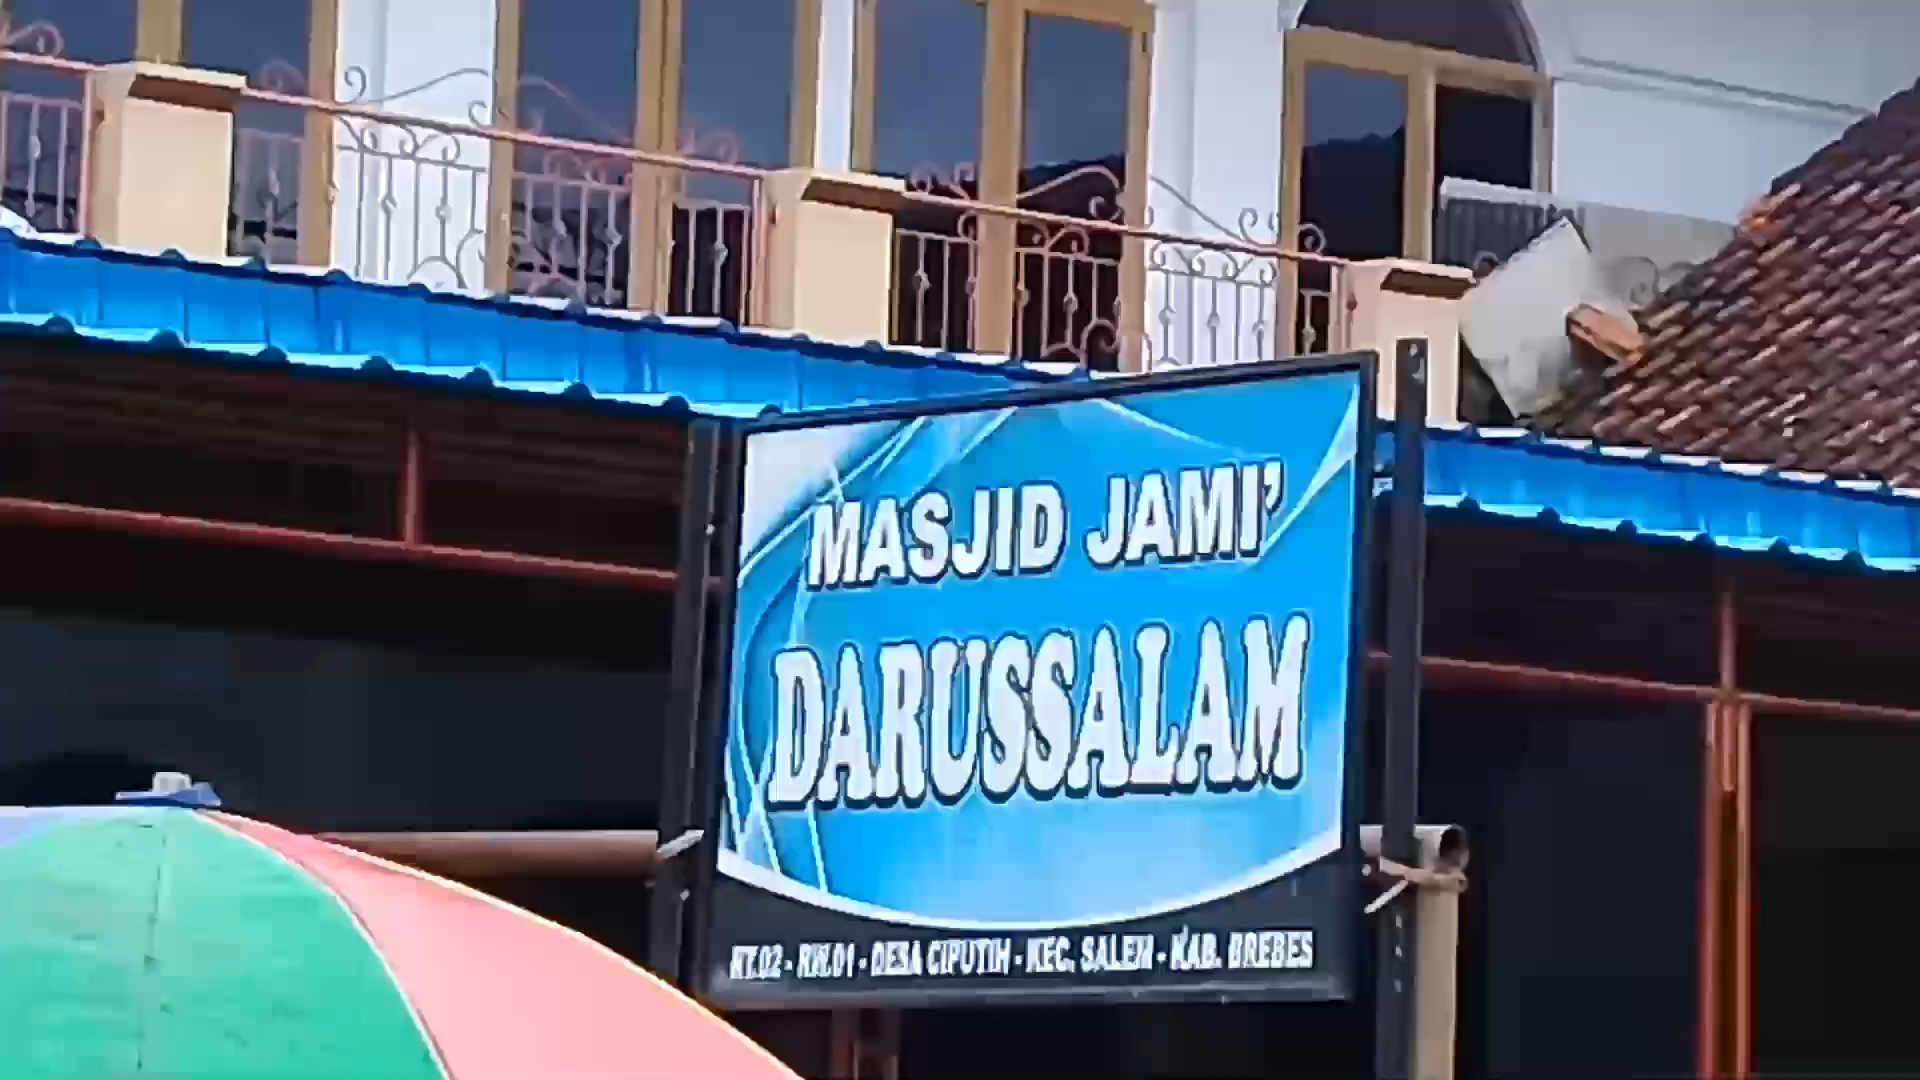 MASJID JAMI'
DARUSSALAM
RT.02 - RW.01 - DESA CIPUTIH - KEC. SALEM - KAB. BREBES